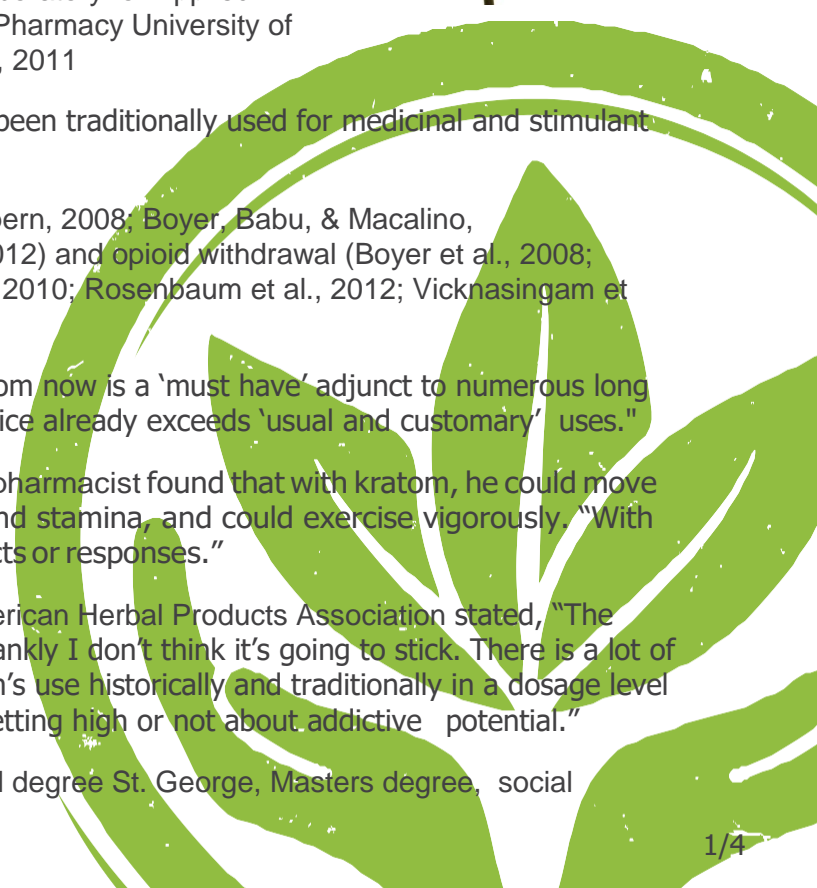 Pharmacy University of
, 2011
been traditionally used for medicinal and stimulant
2008; Boyer, Babu, & Macalino,
012) and opioid withdrawal (Boyer et al., 2008;
2010; Rosenbaum et al., 2012; Vicknasingam et
om now is a ‘must have’ adjunct to numerous long
ice already exceeds ‘usual and customary’ uses."
pharmacist found that with kratom, he could move
nd stamina, and could exercise vigorously. “With
cts or responses.”
erican Herbal Products Association stated, “The
ankly I don’t think it’s going to stick. There is a lot of
n’s use historically and traditionally in a dosage level
etting high or not about addictive potential.”
degree St. George, Masters degree, social
1/4